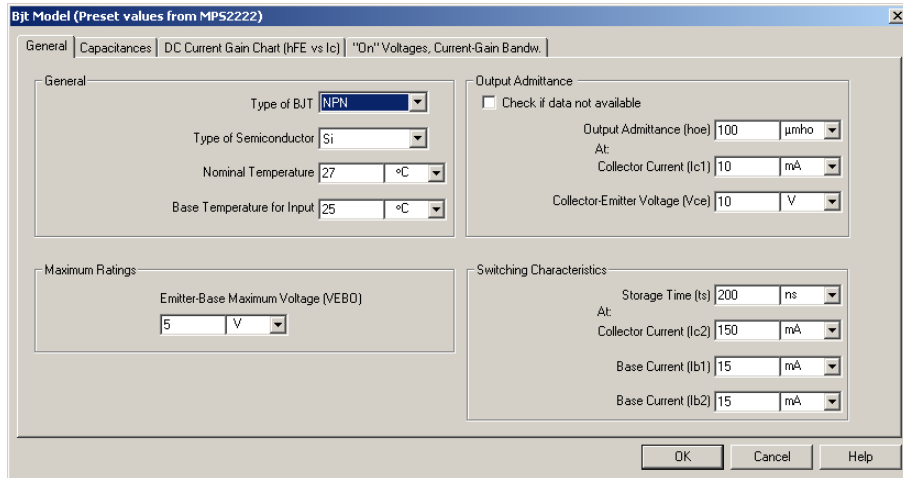 Bjt Model (Preset values from MPS2222)
General
Capacitances
DC Current Gain Chart (hFE vs Ic)
"On" Voltages, Current-Gain Bandw.
General
Type of BJT NPN
Type of Semiconductor Si
Nominal Temperature 27 ºC
Base Temperature for Input 25 ºC
Maximum Ratings
Emitter-Base Maximum Voltage (VEBO)
5 V
Output Admittance
Check if data not available
Output Admittance (hoe) 100 µmho
At:
Collector Current (Ic1) 10 mA
Collector-Emitter Voltage (Vce) 10 V
Switching Characteristics
Storage Time (ts) 200 ns
At:
Collector Current (Ic2) 150 mA
Base Current (Ib1) 15 mA
Base Current (Ib2) 15 mA
OK
Cancel
Help